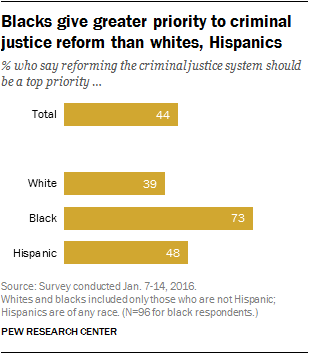 Blacks give greater priority to criminal
justice reform than whites, Hispanics
% who say reforming the criminal justice system should
be a top priority ...
Total 44
White 39
Black 73
Hispanic 48
Source: Survey conducted Jan. 7-14, 2016.
Whites and blacks included only those who are not Hispanic;
Hispanics are of any race. (N=96 for black respondents.)
PEW RESEARCH CENTER